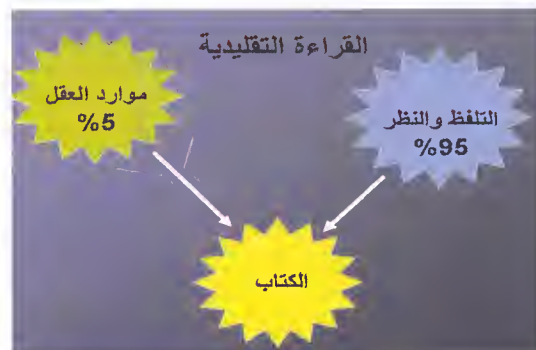 القراءة التقليدية
التلفظ والنظر
%95
موارد العقل
%5
الكتاب